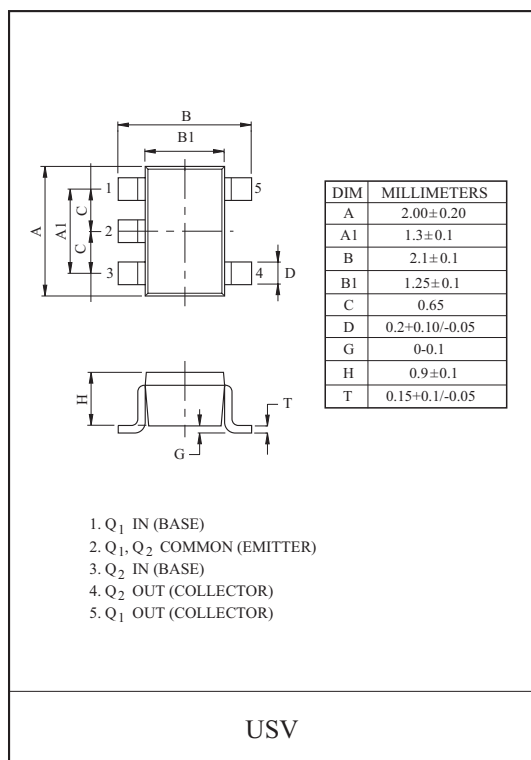 B
B1
1
5
A
A1
C
2
C
3
4
D
H
T
G
DIM MILLIMETERS
A 2.00±0.20
A1 1.3±0.1
B 2.1±0.1
B1 1.25±0.1
C 0.65
D 0.2+0.10/-0.05
G 0-0.1
H 0.9±0.1
T 0.15+0.1/-0.05
1. Q1 IN (BASE)
2. Q1, Q2 COMMON (EMITTER)
3. Q2 IN (BASE)
4. Q2 OUT (COLLECTOR)
5. Q1 OUT (COLLECTOR)
USV